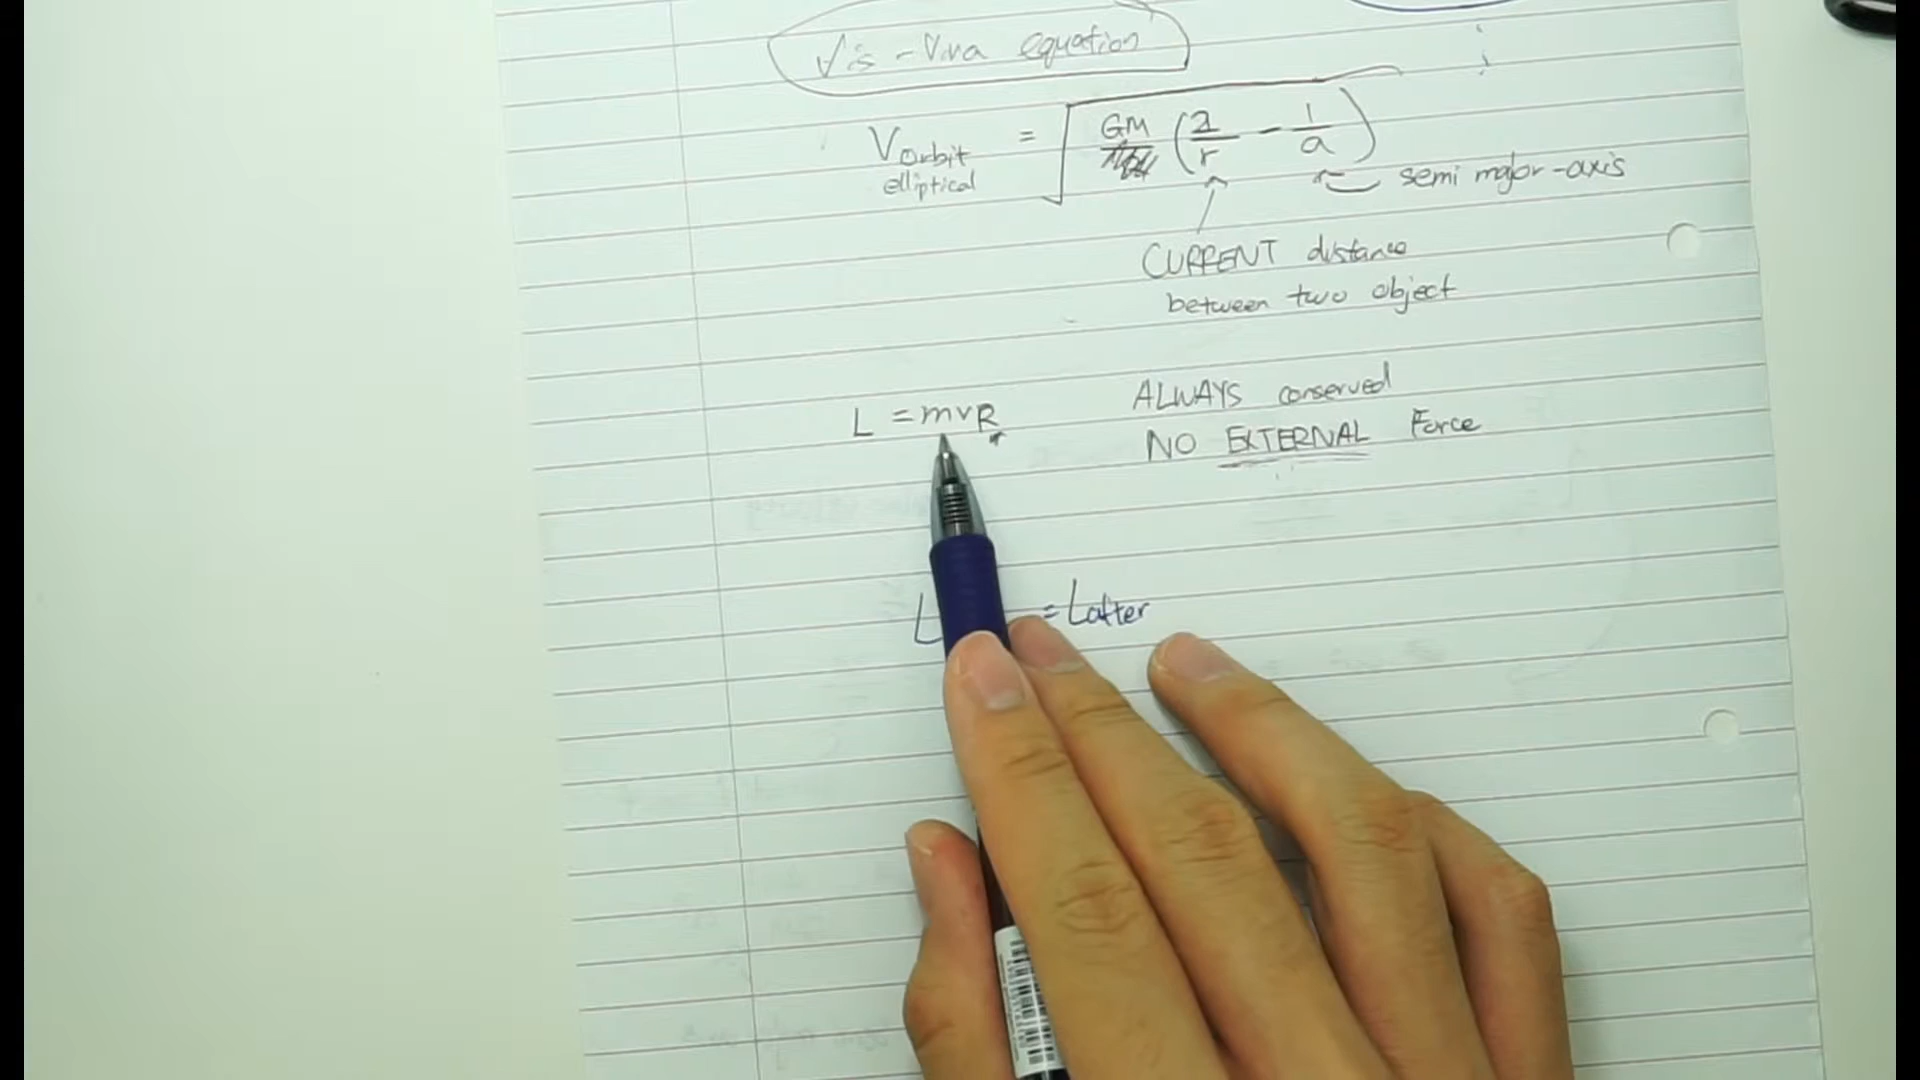 Vis-Viva equation
Vorbit elliptical = √GM (2/r - 1/a)
semi major-axis
CURRENT distance
between two object
L = mvR
ALWAYS conserved
NO EXTERNAL Force
L = Lafter